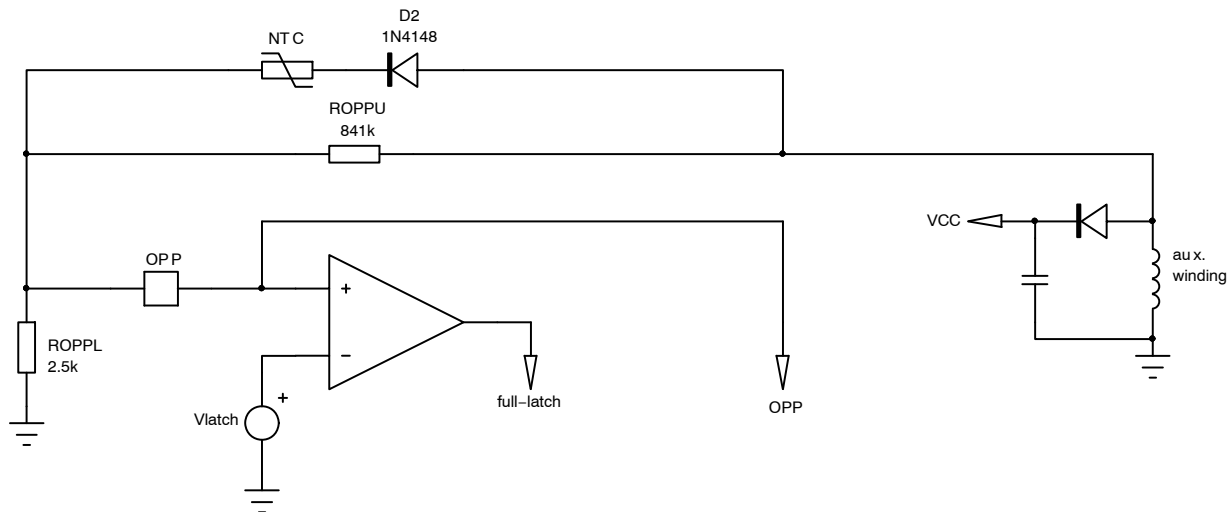 D2
1N4148
NTC
ROPPU
841k
VCC
aux.
winding
OPP
+
−
ROPPL
2.5k
+
Vlatch
full−latch
OPP